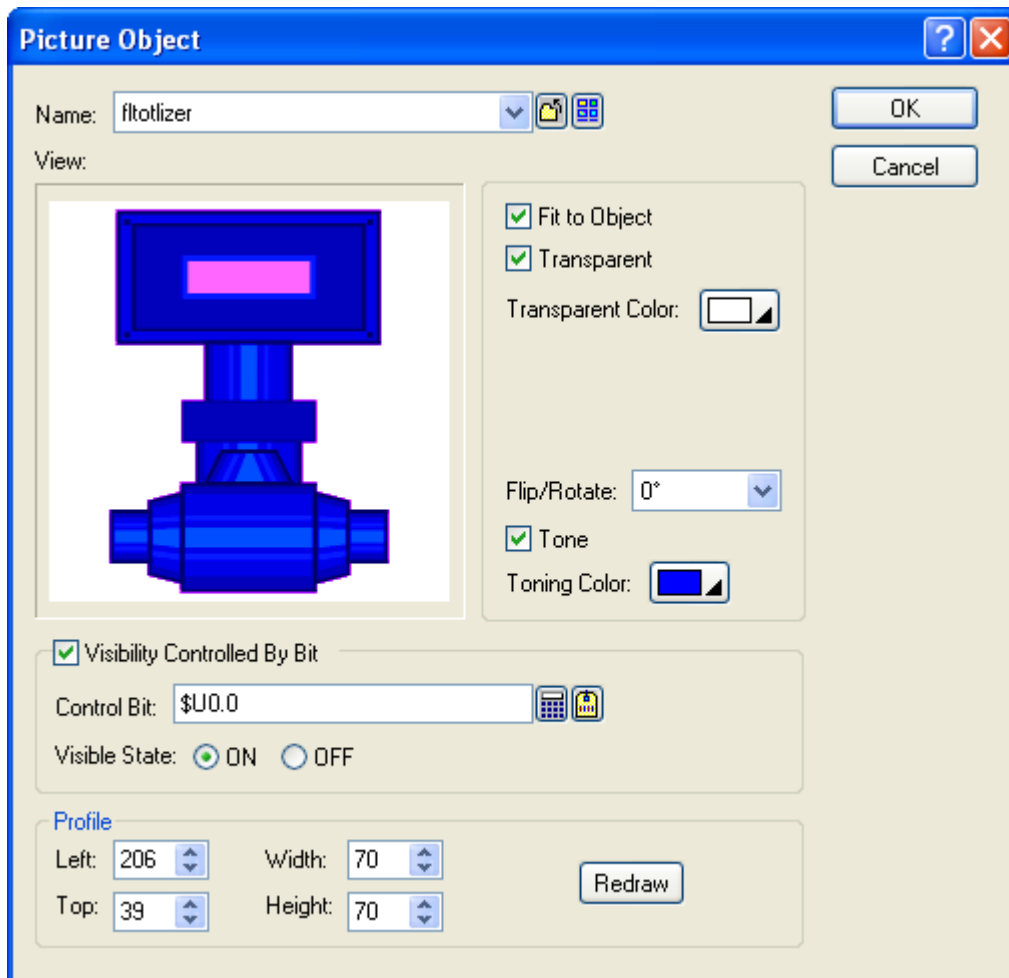 Picture Object
Name: fltotlizer
OK
View:
Cancel
Fit to Object
Transparent
Transparent Color:
Flip/Rotate: 0°
Tone
Toning Color:
Visibility Controlled By Bit
Control Bit: $U0.0
Visible State: ON OFF
Profile
Left: 206 Width: 70
Redraw
Top: 39 Height: 70